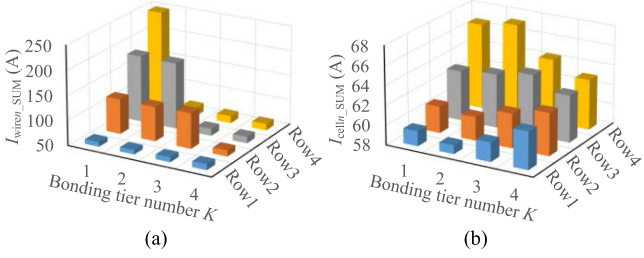 I_wiren_SUM (A)
250
200
150
100
50
1
2
3
4
Bonding tier number K
Row1
Row2
Row3
Row4
(a)
I_celln_SUM (A)
68
66
64
62
60
58
1
2
3
4
Bonding tier number K
Row1
Row2
Row3
Row4
(b)